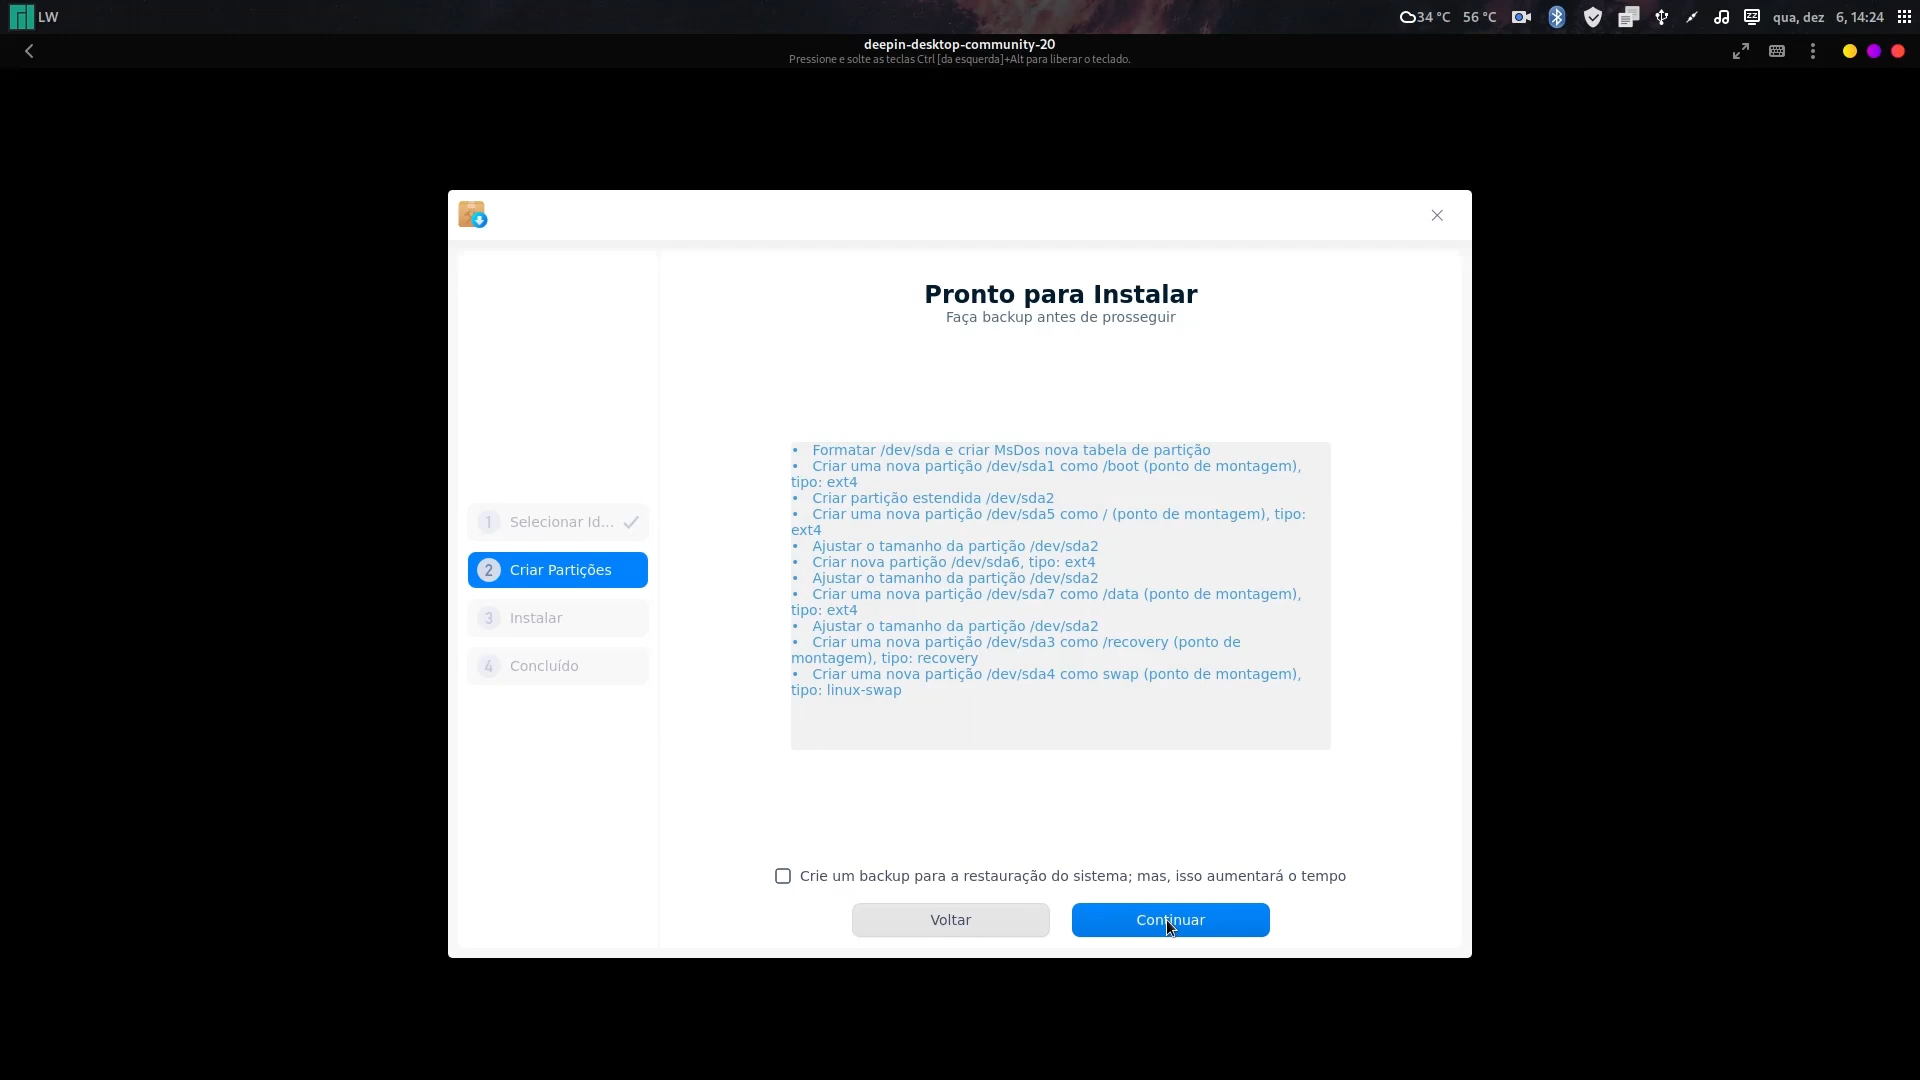 LW
34 °C
56 °C
qua, dez 6, 14:24
deepin-desktop-community-20
Pressione e solte as teclas Ctrl [da esquerda]+Alt para liberar o teclado.
Pronto para Instalar
Faça backup antes de prosseguir
1 Selecionar Id...
2 Criar Partições
3 Instalar
4 Concluído
• Formatar /dev/sda e criar MsDos nova tabela de partição
• Criar uma nova partição /dev/sda1 como /boot (ponto de montagem),
tipo: ext4
• Criar partição estendida /dev/sda2
• Criar uma nova partição /dev/sda5 como / (ponto de montagem), tipo:
ext4
• Ajustar o tamanho da partição /dev/sda2
• Criar nova partição /dev/sda6, tipo: ext4
• Ajustar o tamanho da partição /dev/sda2
• Criar uma nova partição /dev/sda7 como /data (ponto de montagem),
tipo: ext4
• Ajustar o tamanho da partição /dev/sda2
• Criar uma nova partição /dev/sda3 como /recovery (ponto de
montagem), tipo: recovery
• Criar uma nova partição /dev/sda4 como swap (ponto de montagem),
tipo: linux-swap
Crie um backup para a restauração do sistema; mas, isso aumentará o tempo
Voltar
Continuar